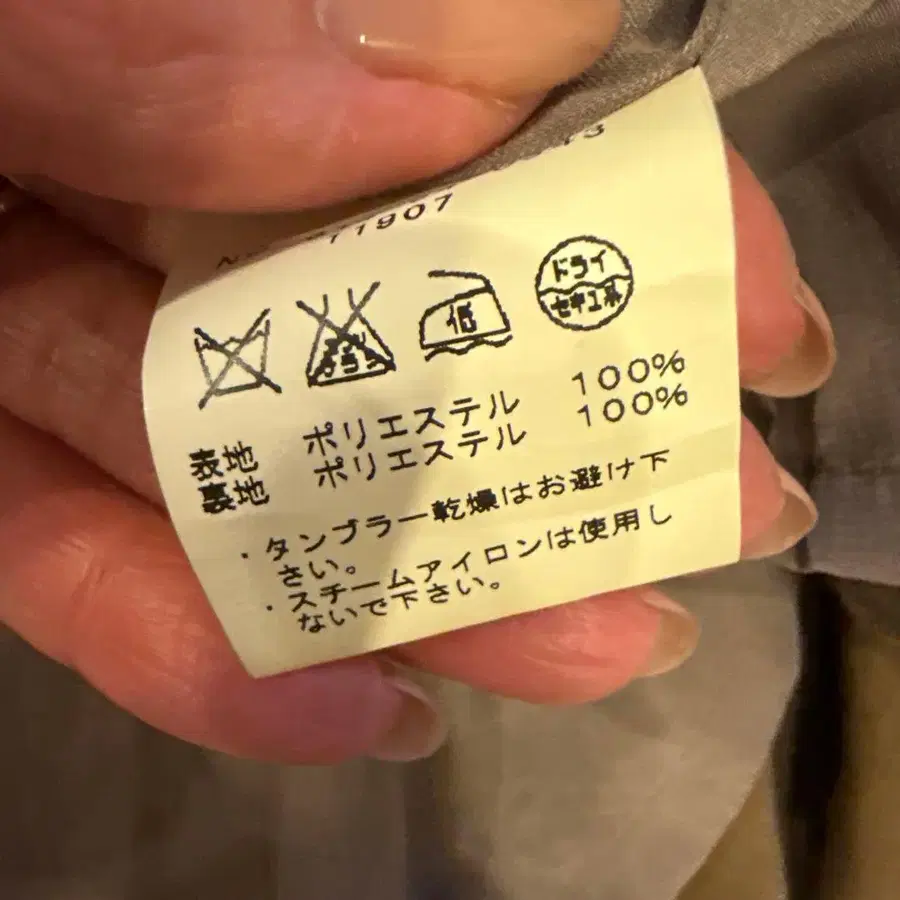 71907
低
ドライ
セキユ系
表地 ポリエステル 100%
裏地 ポリエステル 100%
・タンブラー乾燥はお避け下
さい。
・スチームアイロンは使用し
ないで下さい。